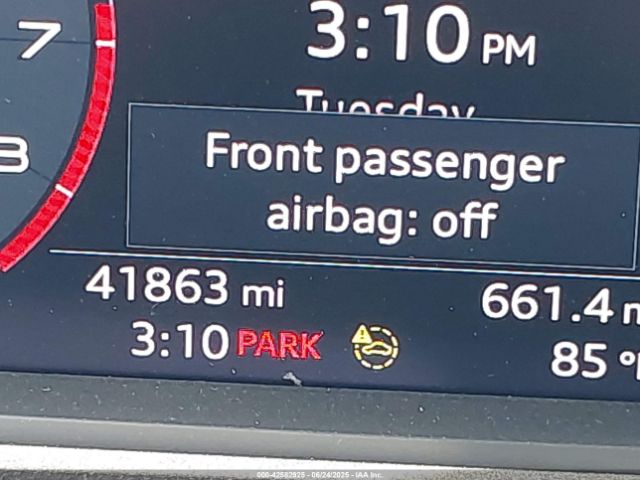 7
3:10 PM
Tuesday
Front passenger
airbag: off
41863 mi
661.4
3:10 PARK
85 °
000-42582925 - 06/24/2025 - IAA Inc.